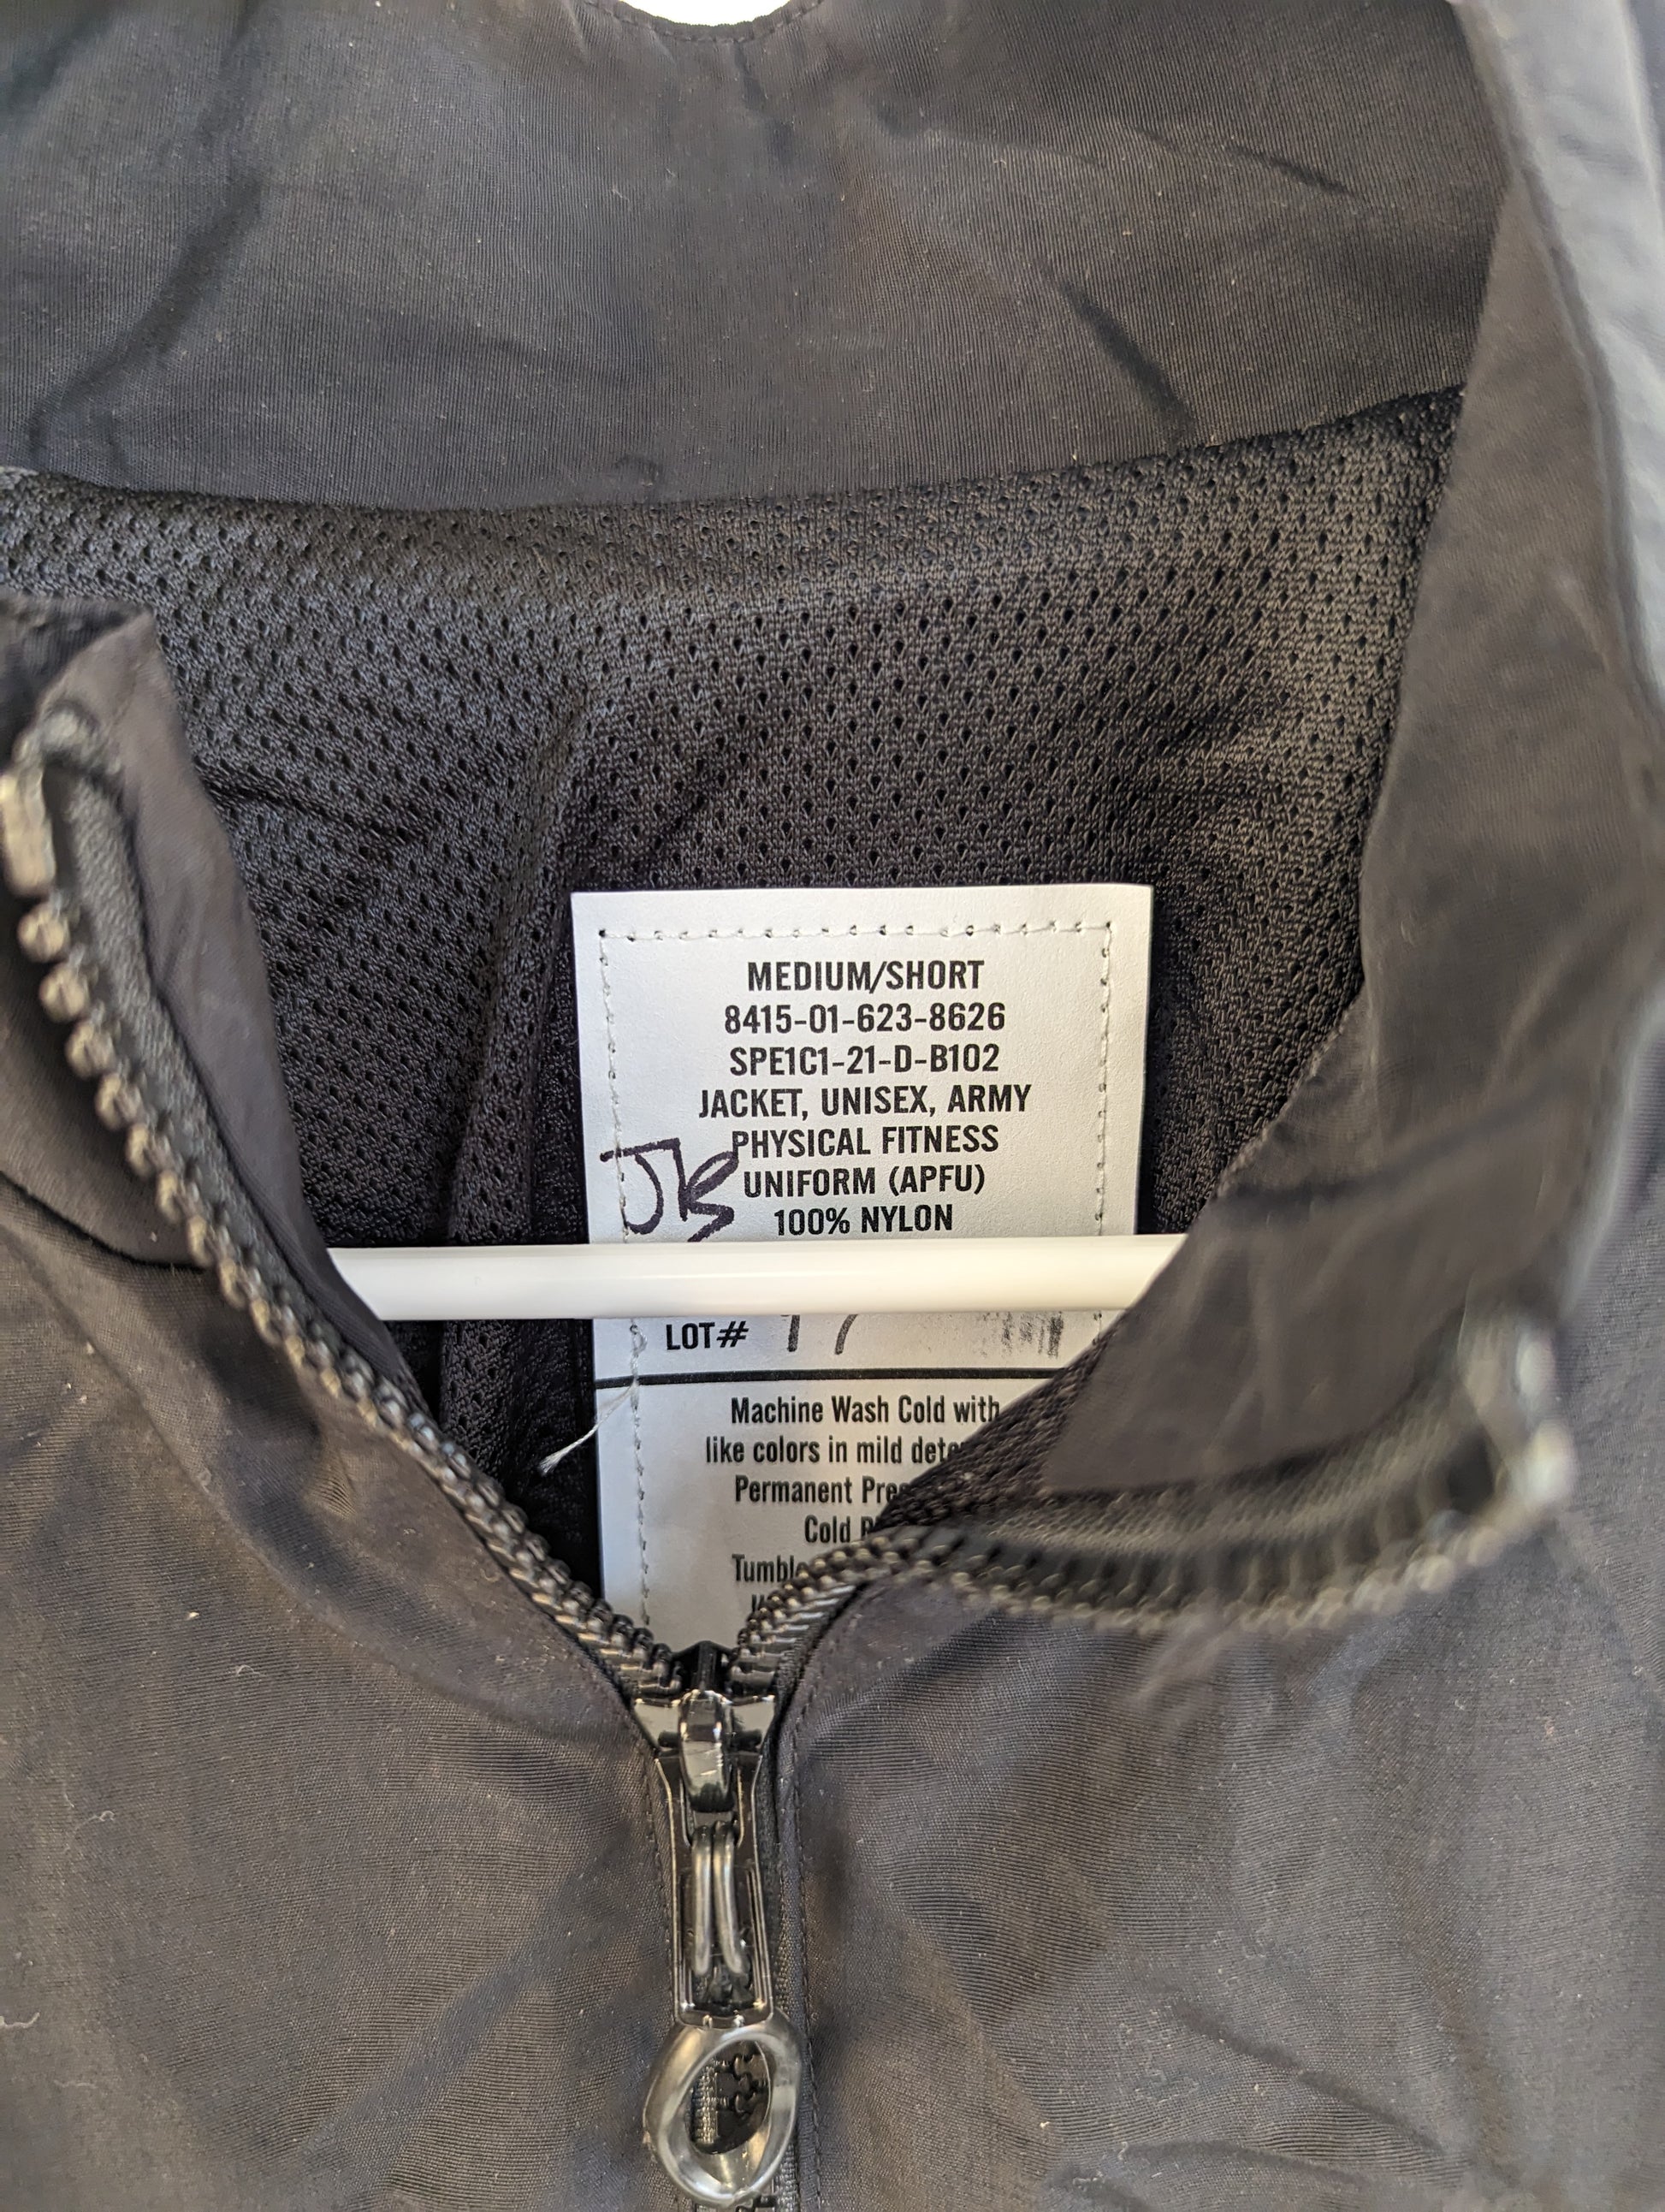 MEDIUM/SHORT
8415-01-623-8626
SPE1C1-21-D-B102
JACKET, UNISEX, ARMY
PHYSICAL FITNESS
JB
UNIFORM (APFU)
100% NYLON
LOT#
Machine Wash Cold with
like colors in mild
Permanent
Cold